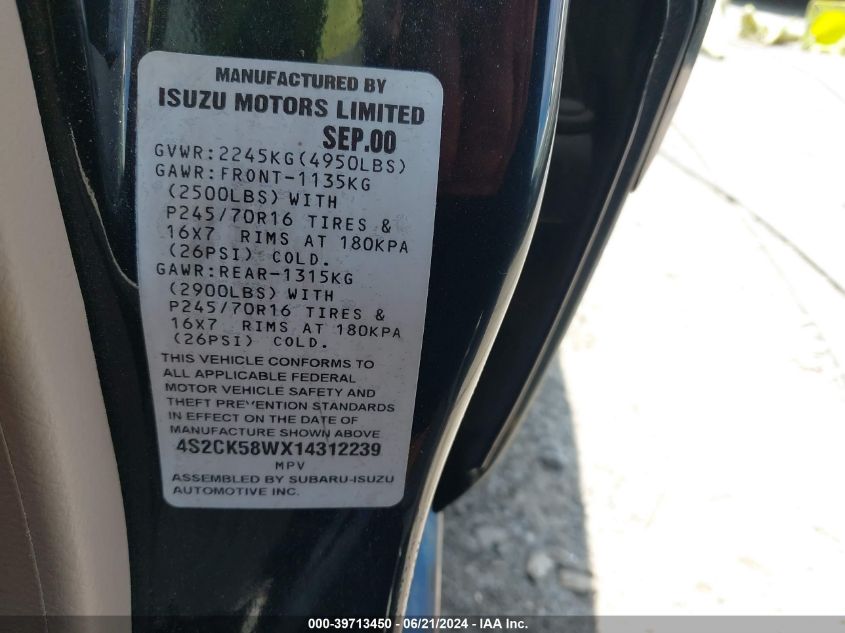 MANUFACTURED BY
ISUZU MOTORS LIMITED
SEP.00
GVWR:2245KG(4950LBS)
GAWR:FRONT-1135KG
(2500LBS) WITH
P245/70R16 TIRES &
16X7 RIMS AT 180KPA
(26PSI) COLD.
GAWR:REAR-1315KG
(2900LBS) WITH
P245/70R16 TIRES &
16X7 RIMS AT 180KPA
(26PSI) COLD.
THIS VEHICLE CONFORMS TO
ALL APPLICABLE FEDERAL
MOTOR VEHICLE SAFETY AND
THEFT PREVENTION STANDARDS
IN EFFECT ON THE DATE OF
MANUFACTURE SHOWN ABOVE
4S2CK58WX14312239
MPV
ASSEMBLED BY SUBARU-ISUZU
AUTOMOTIVE INC.
000-39713450 - 06/21/2024 - IAA Inc.